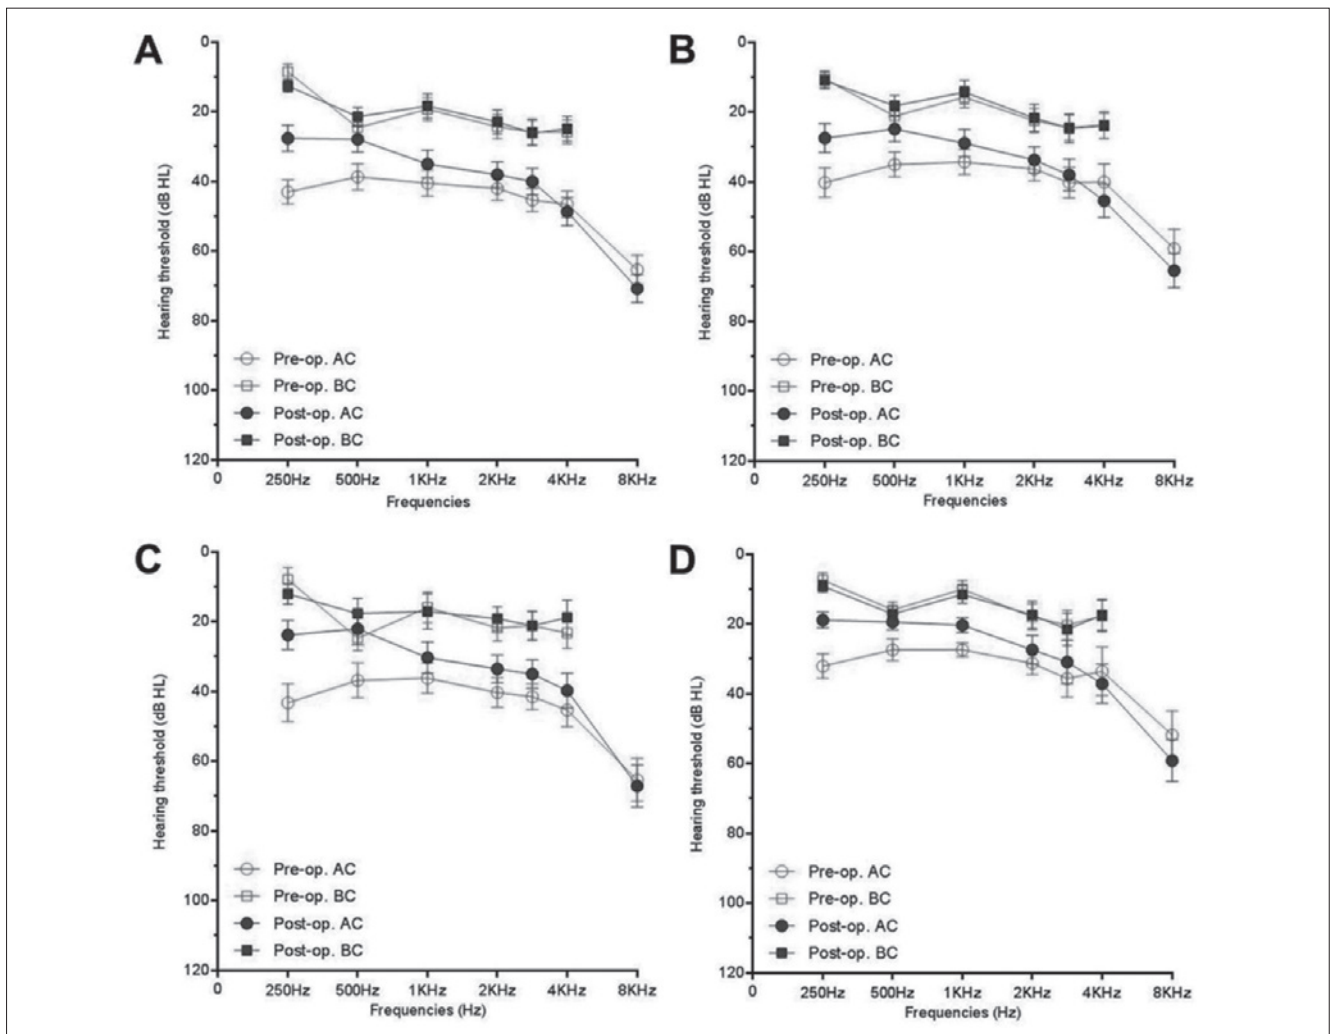 A
0
20
40
60
80
100
120
Hearing threshold (dB HL)
Pre-op. AC
Pre-op. BC
Post-op. AC
Post-op. BC
0 250Hz 500Hz 1KHz 2KHz 4KHz 8KHz
Frequencies
B
0
20
40
60
80
100
120
Hearing threshold (dB HL)
Pre-op. AC
Pre-op. BC
Post-op. AC
Post-op. BC
0 250Hz 500Hz 1KHz 2KHz 4KHz 8KHz
Frequencies
C
0
20
40
60
80
100
120
Hearing threshold (dB HL)
Pre-op. AC
Pre-op. BC
Post-op. AC
Post-op. BC
0 250Hz 500Hz 1KHz 2KHz 4KHz 8KHz
Frequencies (Hz)
D
0
20
40
60
80
100
120
Hearing threshold (dB HL)
Pre-op. AC
Pre-op. BC
Post-op. AC
Post-op. BC
0 250Hz 500Hz 1KHz 2KHz 4KHz 8KHz
Frequencies (Hz)